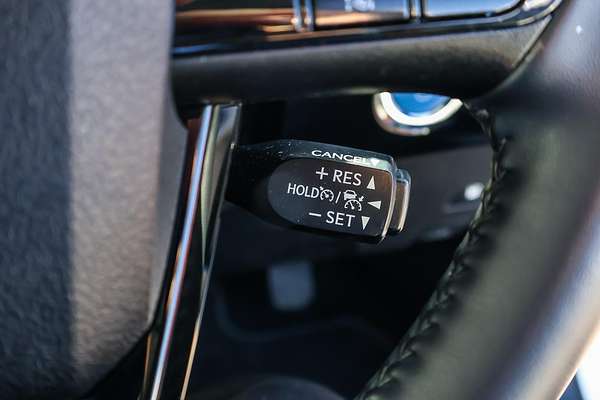 CANCEL▼
+ RES ▲
HOLD / ◄
− SET ▼